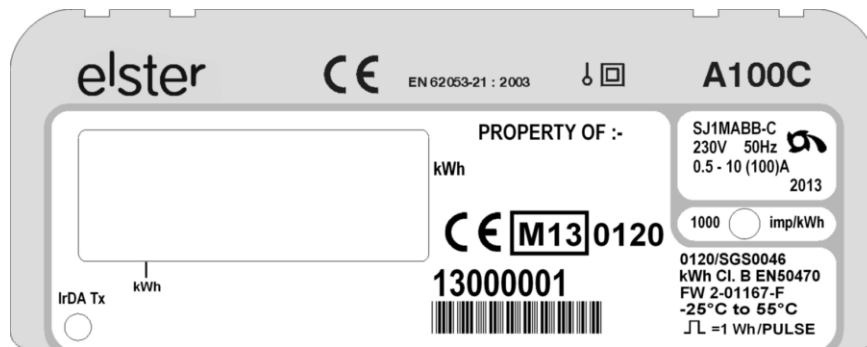 elster
CE EN 62053-21 : 2003
A100C
PROPERTY OF :-
kWh
CE M13 0120
13000001
kWh
IrDA Tx
SJ1MABB-C
230V 50Hz
0.5 - 10 (100)A
2013
1000 imp/kWh
0120/SGS0046
kWh Cl. B EN50470
FW 2-01167-F
-25°C to 55°C
=1 Wh/PULSE